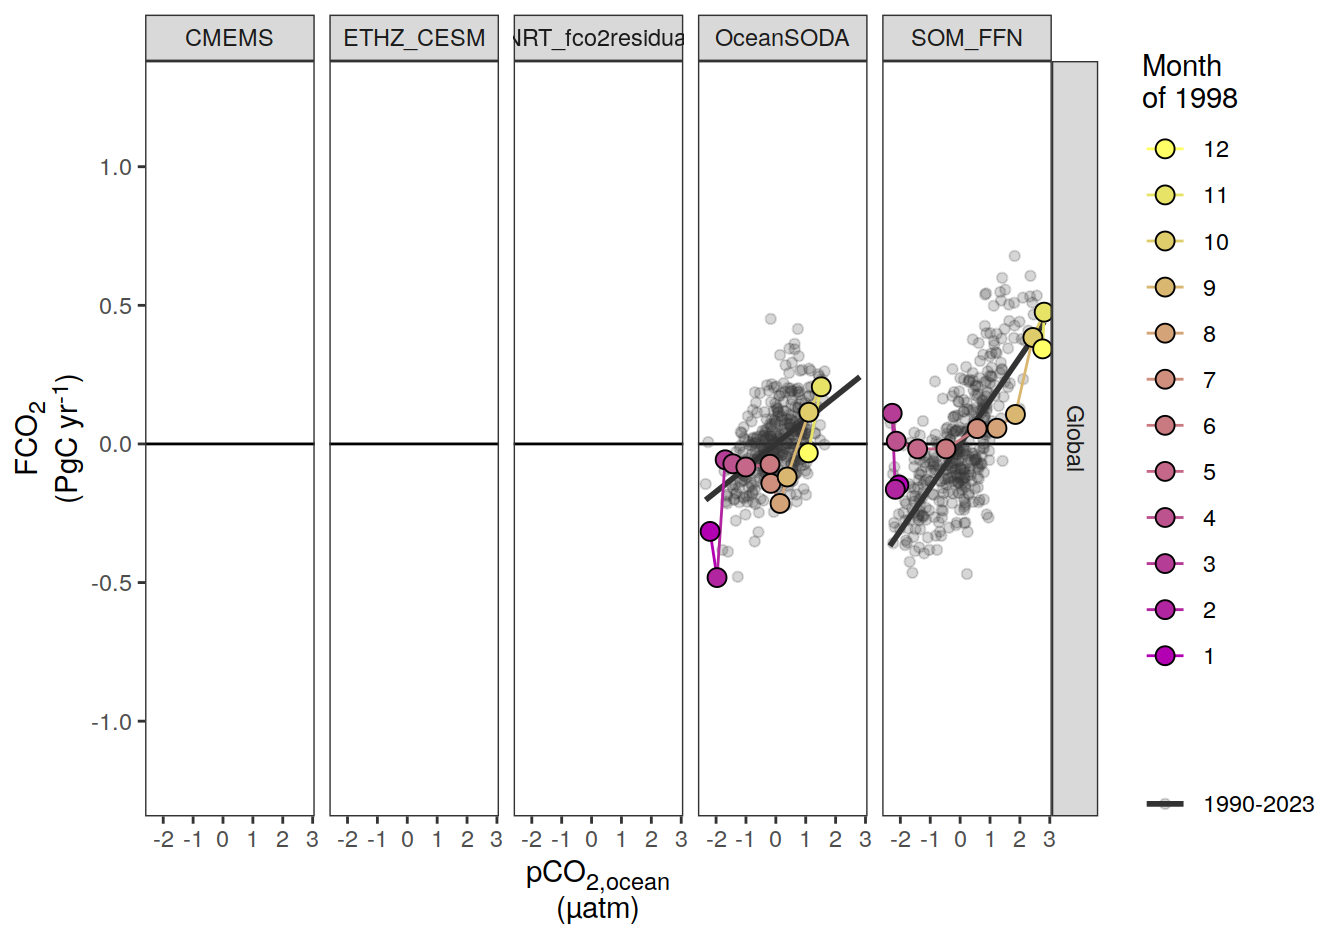 CMEMS ETHZ_CESM NRT_fco2residua OceanSODA SOM_FFN
Month
of 1998
12
11
10
9
8
7
6
5
4
3
2
1
1990-2023
1.0
0.5
0.0
-0.5
-1.0
FCO2
(PgC yr-1)
Global
-2 -1 0 1 2 3 -2 -1 0 1 2 3 -2 -1 0 1 2 3 -2 -1 0 1 2 3 -2 -1 0 1 2 3
pCO2,ocean
(µatm)